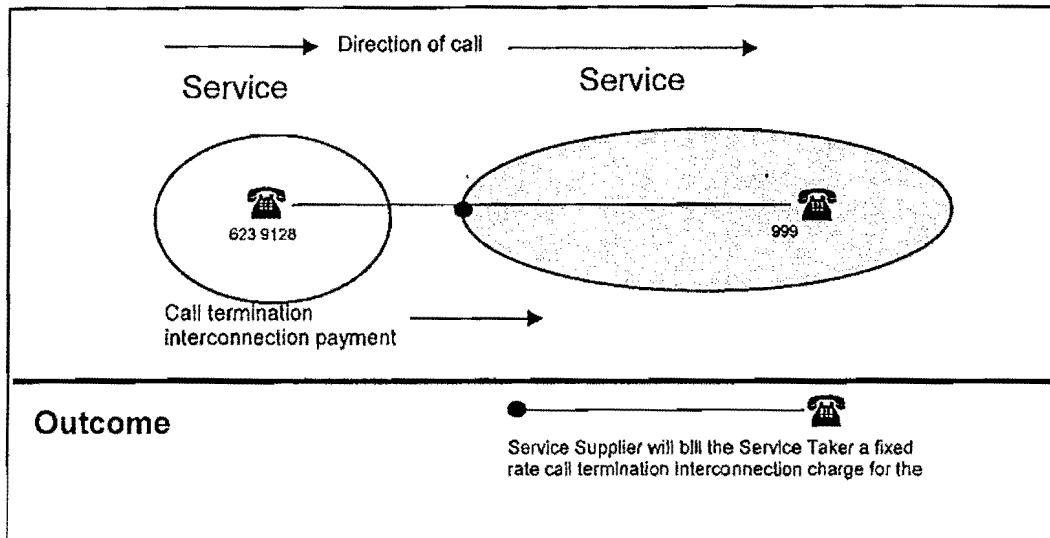 Direction of call
Service
Service
623 9128
999
Call termination
interconnection payment
Outcome
Service Supplier will bill the Service Taker a fixed
rate call termination interconnection charge for the